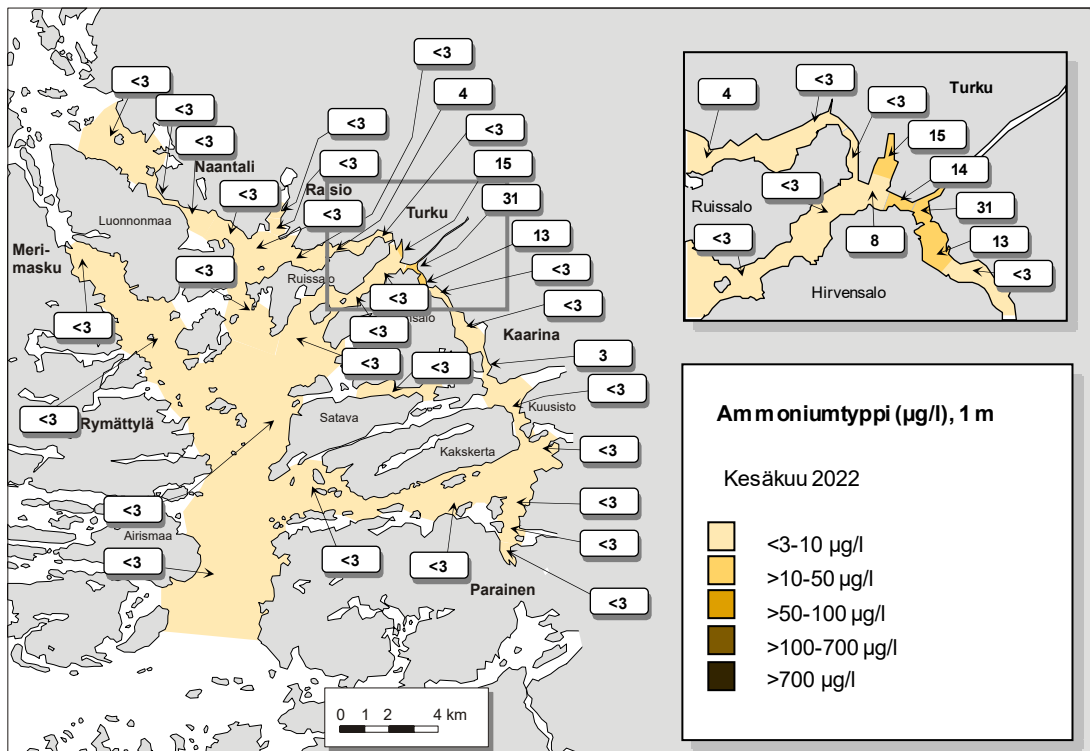 <3
4
<3
<3
<3
<3
<3
Naantali
<3
Raisio
<3
<3
15
31
Turku
13
Luonnonmaa
Meri-
masku
<3
Ruissalo
<3
<3
<3
<3
<3
Kaarina
3
<3
<3
<3
Rymättylä
Satava
Kuusisto
Kakskerta
<3
<3
Airismaa
<3
<3
<3
<3
<3
Parainen
<3
0 1 2 4 km
<3
4
<3
Turku
15
14
<3
Ruissalo
31
<3
8
13
<3
Hirvensalo
Ammoniumtyppi (µg/l), 1 m
Kesäkuu 2022
<3-10 µg/l
>10-50 µg/l
>50-100 µg/l
>100-700 µg/l
>700 µg/l